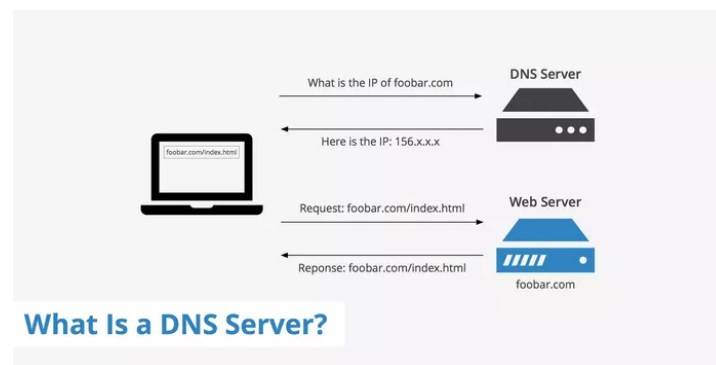 DNS Server
What is the IP of foobar.com
Here is the IP: 156.x.x.x
foobar.com/index.html
Web Server
Request: foobar.com/index.html
Reponse: foobar.com/index.html
foobar.com
What Is a DNS Server?